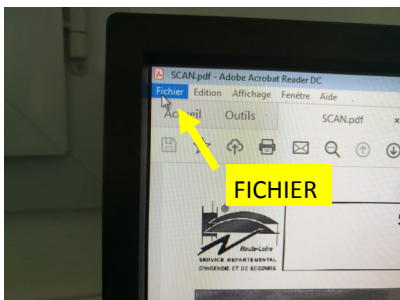 SCAN.pdf - Adobe Acrobat Reader DC
Fichier Edition Affichage Fenêtre Aide
Accueil Outils SCAN.pdf ×
FICHIER
Haute-Loire
SERVICE DEPARTEMENTAL
D'INCENDIE ET DE SECOURS
S